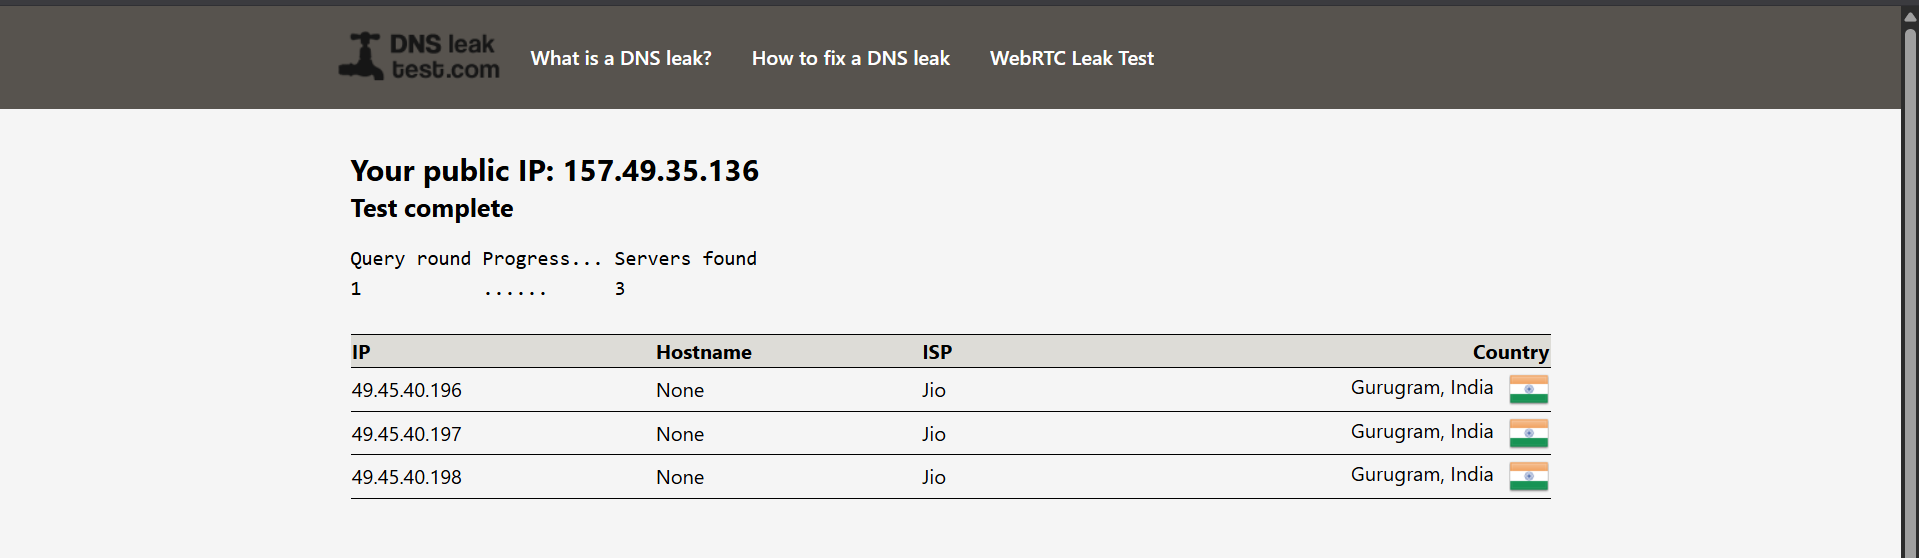 DNS leak
test.com
What is a DNS leak? How to fix a DNS leak WebRTC Leak Test
Your public IP: 157.49.35.136
Test complete
Query round Progress... Servers found
1 ...... 3
IP Hostname ISP Country
49.45.40.196 None Jio Gurugram, India
49.45.40.197 None Jio Gurugram, India
49.45.40.198 None Jio Gurugram, India